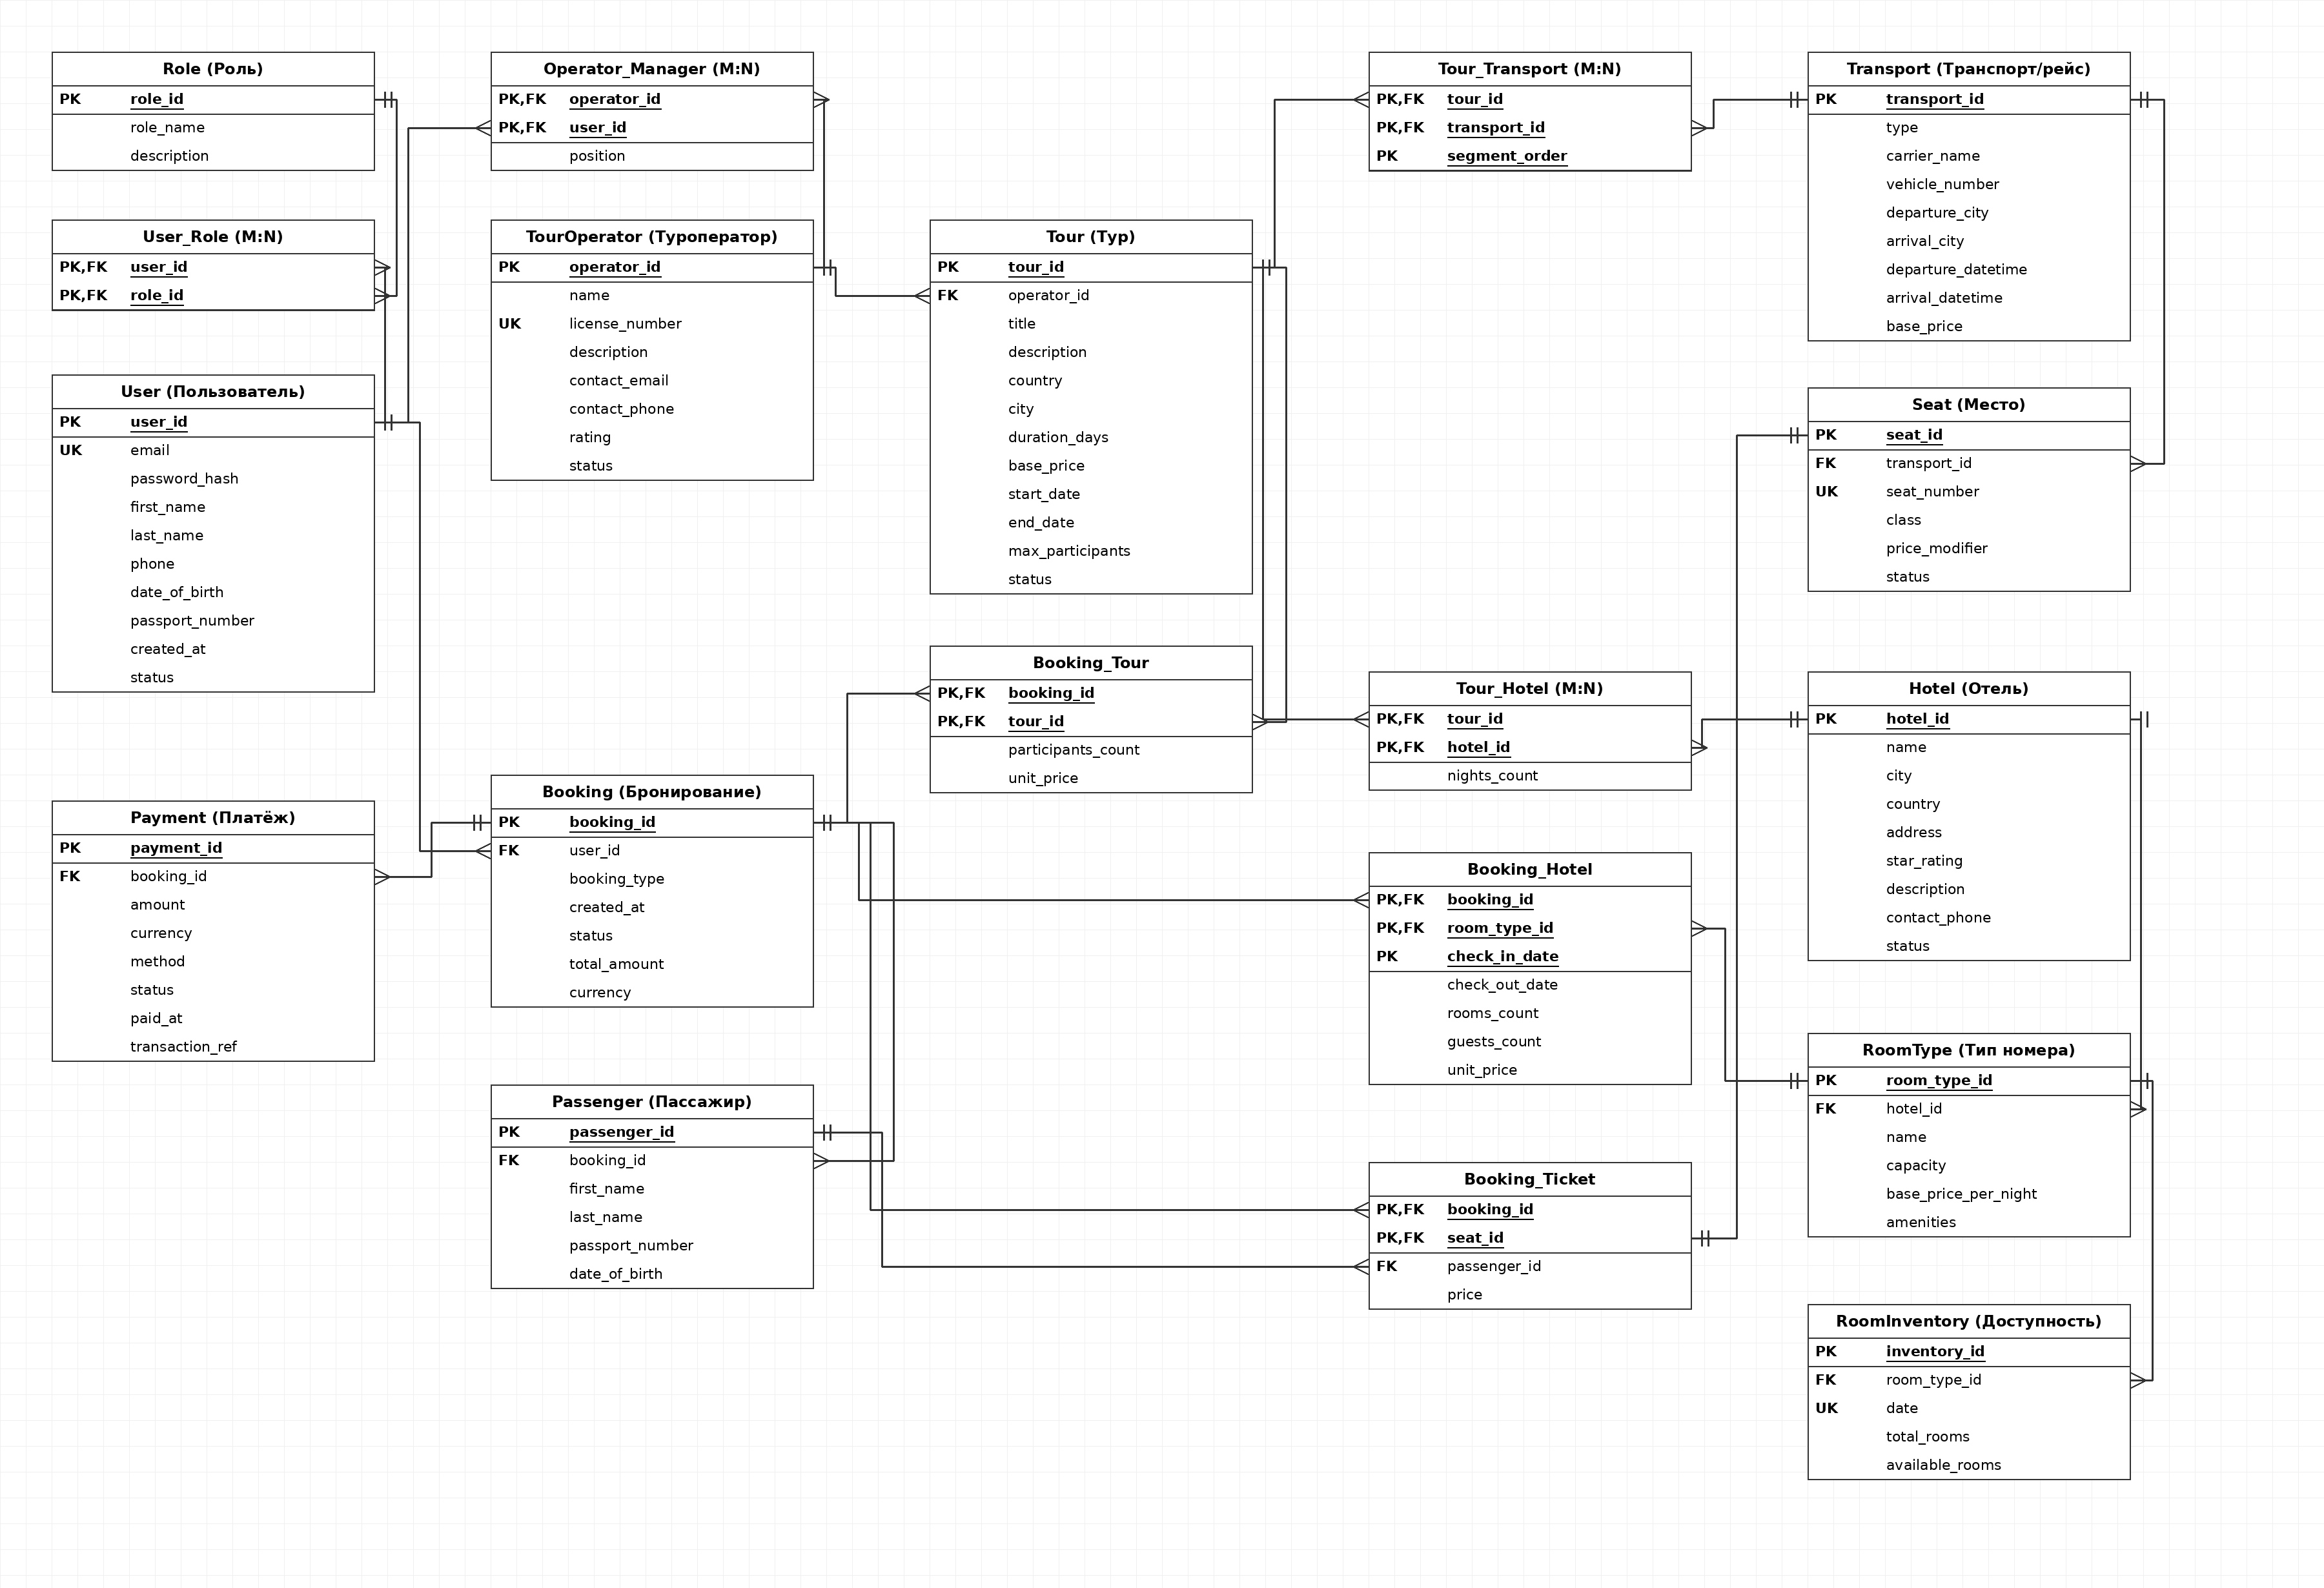 Role (Роль)
PK role_id
role_name
description
User_Role (M:N)
PK,FK user_id
PK,FK role_id
User (Пользователь)
PK user_id
UK email
password_hash
first_name
last_name
phone
date_of_birth
passport_number
created_at
status
Payment (Платёж)
PK payment_id
FK booking_id
amount
currency
method
status
paid_at
transaction_ref
Operator_Manager (M:N)
PK,FK operator_id
PK,FK user_id
position
TourOperator (Туроператор)
PK operator_id
name
UK license_number
description
contact_email
contact_phone
rating
status
Booking (Бронирование)
PK booking_id
FK user_id
booking_type
created_at
status
total_amount
currency
Passenger (Пассажир)
PK passenger_id
FK booking_id
first_name
last_name
passport_number
date_of_birth
Tour (Тур)
PK tour_id
FK operator_id
title
description
country
city
duration_days
base_price
start_date
end_date
max_participants
status
Booking_Tour
PK,FK booking_id
PK,FK tour_id
participants_count
unit_price
Tour_Transport (M:N)
PK,FK tour_id
PK,FK transport_id
PK segment_order
Tour_Hotel (M:N)
PK,FK tour_id
PK,FK hotel_id
nights_count
Booking_Hotel
PK,FK booking_id
PK,FK room_type_id
PK check_in_date
check_out_date
rooms_count
guests_count
unit_price
Booking_Ticket
PK,FK booking_id
PK,FK seat_id
FK passenger_id
price
Transport (Транспорт/рейс)
PK transport_id
type
carrier_name
vehicle_number
departure_city
arrival_city
departure_datetime
arrival_datetime
base_price
Seat (Место)
PK seat_id
FK transport_id
UK seat_number
class
price_modifier
status
Hotel (Отель)
PK hotel_id
name
city
country
address
star_rating
description
contact_phone
status
RoomType (Тип номера)
PK room_type_id
FK hotel_id
name
capacity
base_price_per_night
amenities
RoomInventory (Доступность)
PK inventory_id
FK room_type_id
UK date
total_rooms
available_rooms